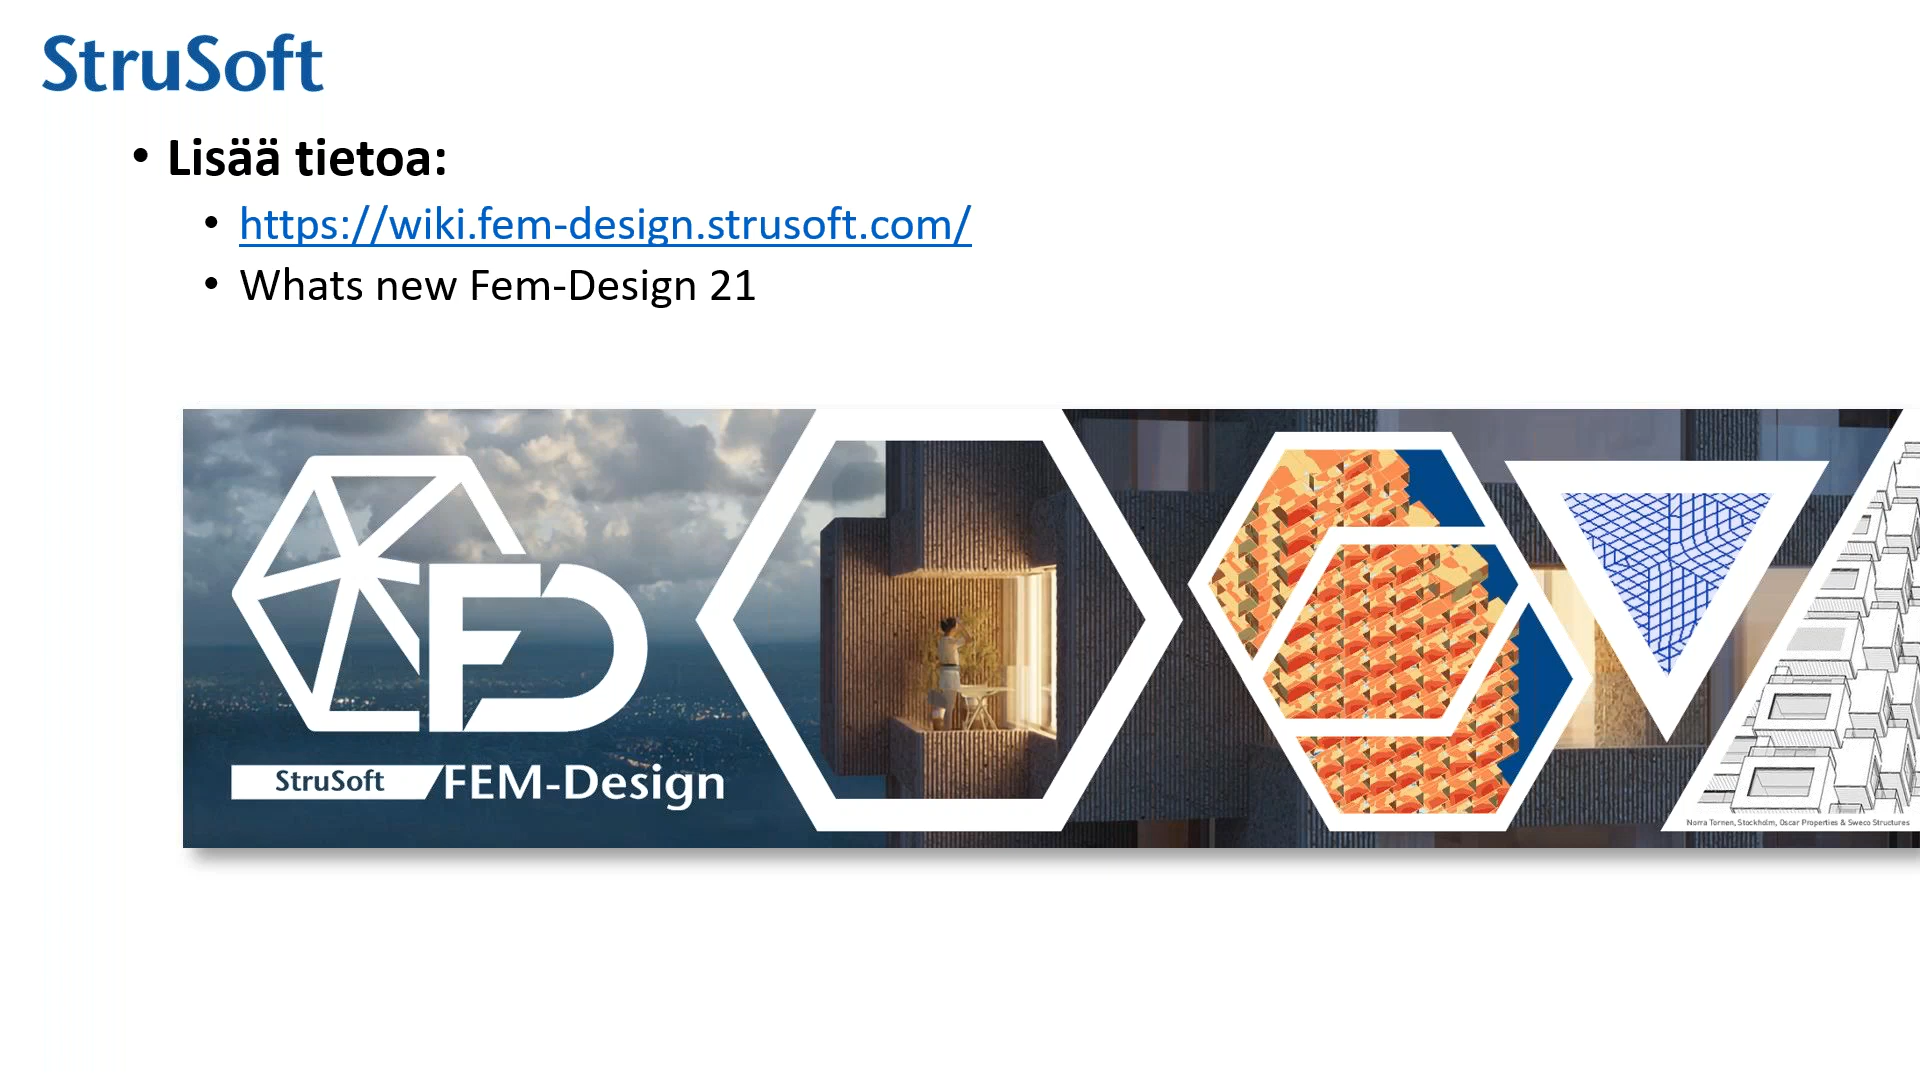 StruSoft
• Lisää tietoa:
• https://wiki.fem-design.strusoft.com/
• Whats new Fem-Design 21
FD
StruSoft FEM-Design
Norra Tornen, Stockholm, Oscar Properties & Sweco Structures